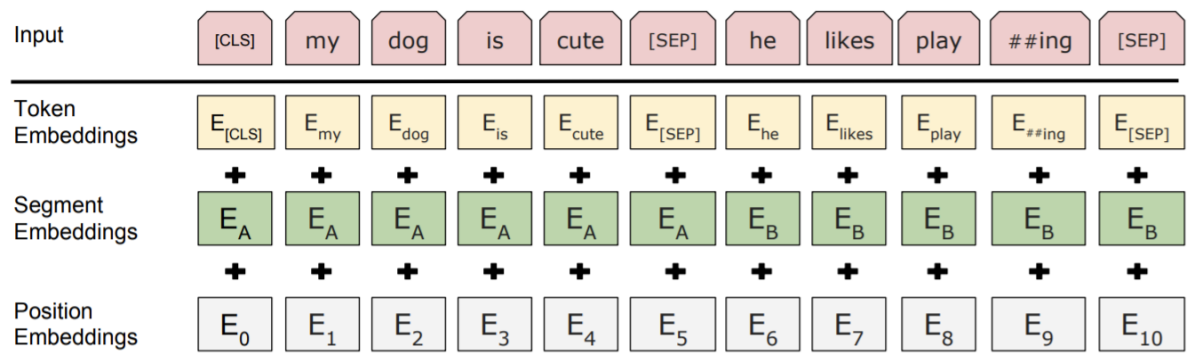 Input [CLS] my dog is cute [SEP] he likes play ##ing [SEP]
Token Embeddings E[CLS] Emy Edog Eis Ecute E[SEP] Ehe Elikes Eplay E##ing E[SEP]
+ + + + + + + + + + +
Segment Embeddings EA EA EA EA EA EA EB EB EB EB EB
+ + + + + + + + + + +
Position Embeddings E0 E1 E2 E3 E4 E5 E6 E7 E8 E9 E10